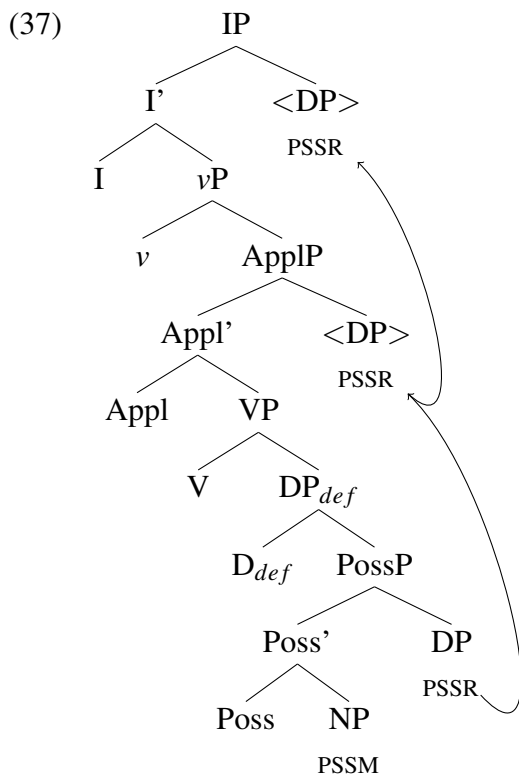 (37) IP
I' <DP>
PSSR
I vP
v ApplP
Appl' <DP>
PSSR
Appl VP
V DPdef
Ddef PossP
Poss' DP
PSSR
Poss NP
PSSM